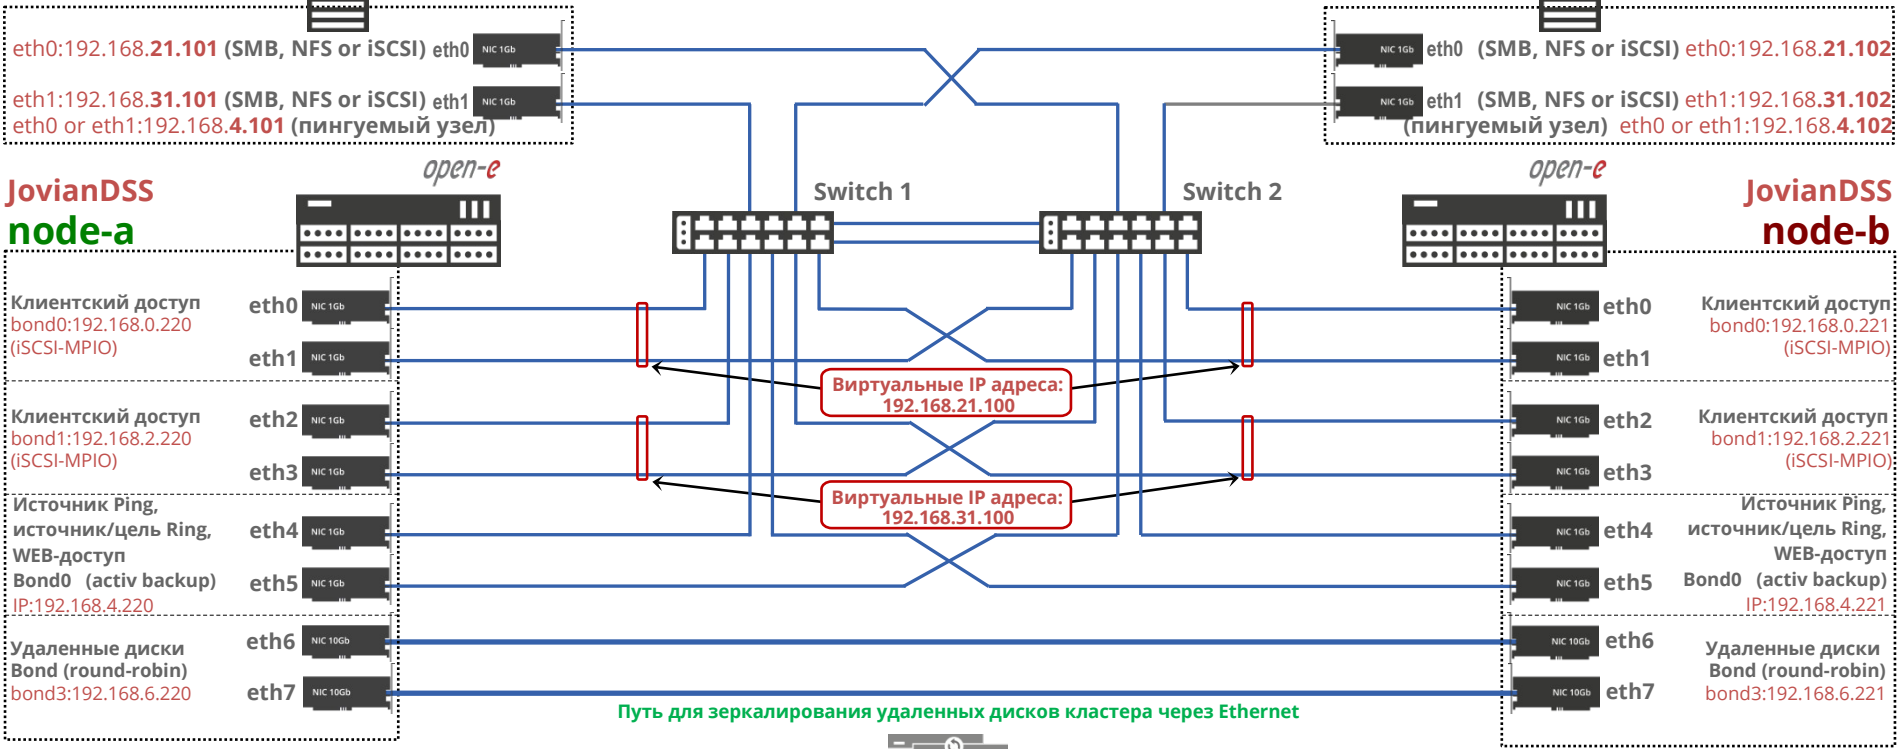 eth0:192.168.21.101 (SMB, NFS or iSCSI) eth0
NIC 1Gb
eth1:192.168.31.101 (SMB, NFS or iSCSI) eth1
NIC 1Gb
eth0 or eth1:192.168.4.101 (пингуемый узел)
NIC 1Gb
eth0 (SMB, NFS or iSCSI) eth0:192.168.21.102
NIC 1Gb
eth1 (SMB, NFS or iSCSI) eth1:192.168.31.102
(пингуемый узел) eth0 or eth1:192.168.4.102
open-e
JovianDSS
node-a
Switch 1
Switch 2
open-e
JovianDSS
node-b
Клиентский доступ
bond0:192.168.0.220
(iSCSI-MPIO)
eth0
NIC 1Gb
eth1
NIC 1Gb
Клиентский доступ
bond1:192.168.2.220
(iSCSI-MPIO)
eth2
NIC 1Gb
eth3
NIC 1Gb
Источник Ping,
источник/цель Ring,
WEB-доступ
Bond0 (activ backup)
IP:192.168.4.220
eth4
NIC 1Gb
eth5
NIC 1Gb
Удаленные диски
Bond (round-robin)
bond3:192.168.6.220
eth6
NIC 10Gb
eth7
NIC 10Gb
Виртуальные IP адреса:
192.168.21.100
Виртуальные IP адреса:
192.168.31.100
NIC 1Gb
eth0
NIC 1Gb
eth1
Клиентский доступ
bond0:192.168.0.221
(iSCSI-MPIO)
NIC 1Gb
eth2
NIC 1Gb
eth3
Клиентский доступ
bond1:192.168.2.221
(iSCSI-MPIO)
NIC 1Gb
eth4
NIC 1Gb
eth5
Источник Ping,
источник/цель Ring,
WEB-доступ
Bond0 (activ backup)
IP:192.168.4.221
NIC 10Gb
eth6
NIC 10Gb
eth7
Удаленные диски
Bond (round-robin)
bond3:192.168.6.221
Путь для зеркалирования удаленных дисков кластера через Ethernet